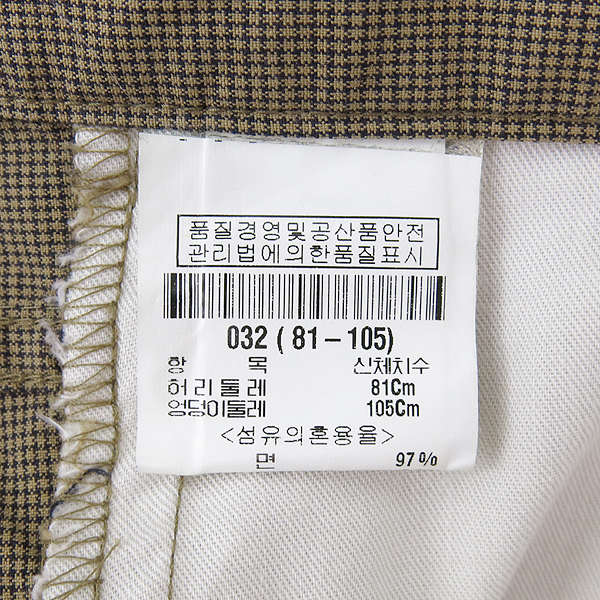 품질경영및공산품안전
관리법에의한품질표시
032 ( 81 – 105)
항 목 신체치수
허리둘레 81Cm
엉덩이둘레 105Cm
<섬유의혼용율>
면 97%